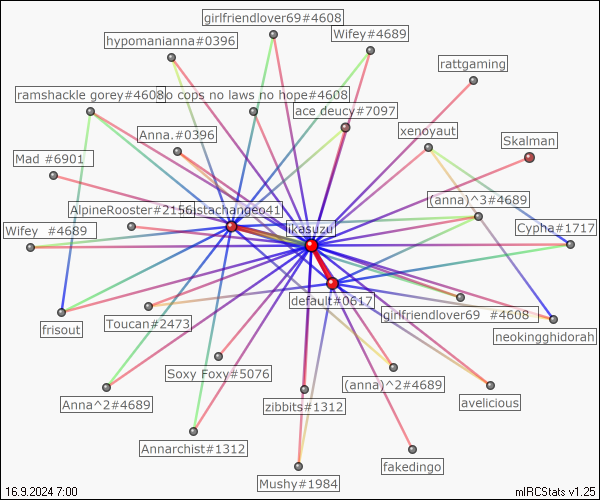 girlfriendlover69#4608
hypomanianna#0396
Wifey#4689
rattgaming
ramshackle gorey#4608
no cops no laws no hope#4608
ace deucy#7097
Anna.#0396
xenoyaut
Skalman
Mad #6901
(anna)^3#4689
AlpineRooster#2156
stachangeo41
Wifey #4689
ikasuzu
Cypha#1717
default#0617
girlfriendlover69 #4608
frisout
Toucan#2473
neokingghidorah
Soxy Foxy#5076
(anna)^2#4689
Anna^2#4689
zibbits#1312
avelicious
Annarchist#1312
fakedingo
Mushy#1984
16.9.2024 7:00
mIRCStats v1.25